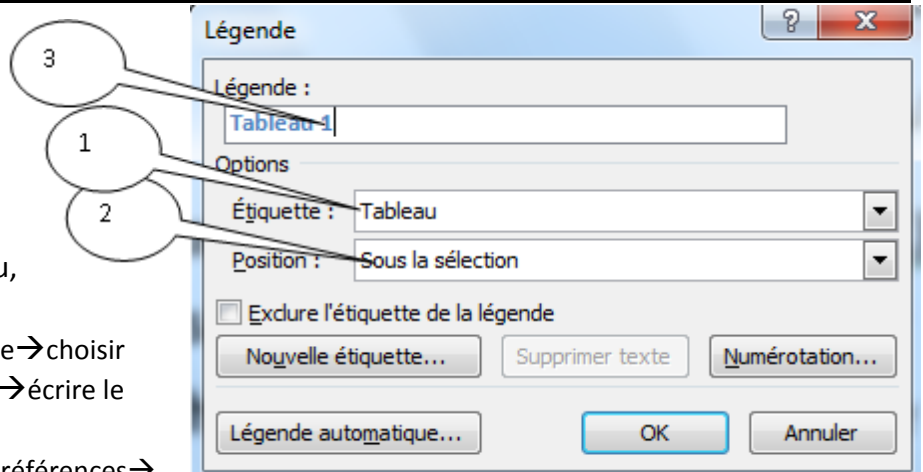 Légende
3
Légende :
Tableau 1
1
Options
Étiquette : Tableau
2
Position : Sous la sélection
Exclure l'étiquette de la légende
choisir
Nouvelle étiquette... Supprimer texte Numérotation...
→écrire le
Légende automatique... OK Annuler
références→